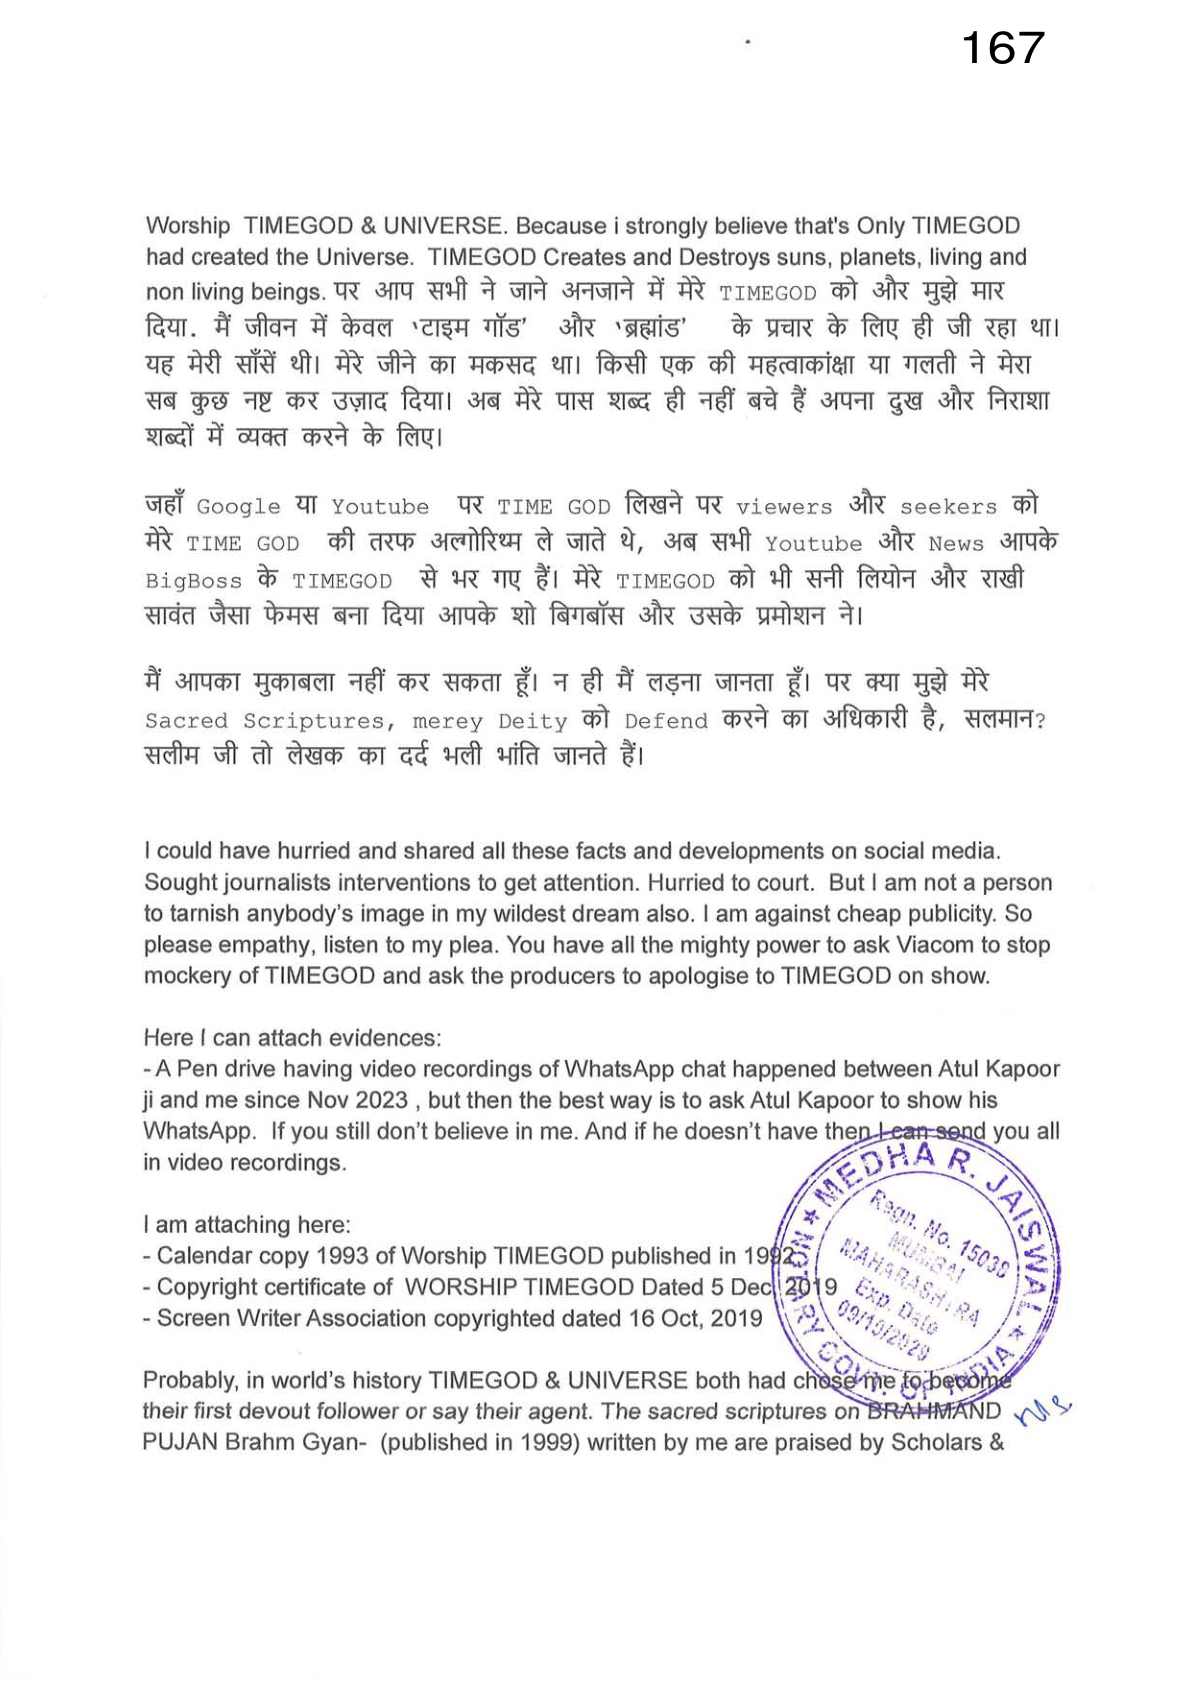 167
Worship TIMEGOD & UNIVERSE. Because i strongly believe that's Only TIMEGOD
had created the Universe. TIMEGOD Creates and Destroys suns, planets, living and
non living beings. पर आप सभी ने जाने अनजाने में मेरे TIMEGOD को और मुझे मार
दिया. मैं जीवन में केवल 'टाइम गॉड' और 'ब्रह्मांड' के प्रचार के लिए ही जी रहा था।
यह मेरी साँसें थी। मेरे जीने का मकसद था। किसी एक की महत्वाकांक्षा या गलती ने मेरा
सब कुछ नष्ट कर उज़ाद दिया। अब मेरे पास शब्द ही नहीं बचे हैं अपना दुख और निराशा
शब्दों में व्यक्त करने के लिए।
जहाँ Google या Youtube पर TIME GOD लिखने पर viewers और seekers को
मेरे TIME GOD की तरफ अल्गोरिथ्म ले जाते थे, अब सभी Youtube और News आपके
BigBoss के TIMEGOD से भर गए हैं। मेरे TIMEGOD को भी सनी लियोन और राखी
सावंत जैसा फेमस बना दिया आपके शो बिगबॉस और उसके प्रमोशन ने।
मैं आपका मुकाबला नहीं कर सकता हूँ। न ही मैं लड़ना जानता हूँ। पर क्या मुझे मेरे
Sacred Scriptures, merey Deity को Defend करने का अधिकारी है, सलमान?
सलीम जी तो लेखक का दर्द भली भांति जानते हैं।
I could have hurried and shared all these facts and developments on social media.
Sought journalists interventions to get attention. Hurried to court. But I am not a person
to tarnish anybody's image in my wildest dream also. I am against cheap publicity. So
please empathy, listen to my plea. You have all the mighty power to ask Viacom to stop
mockery of TIMEGOD and ask the producers to apologise to TIMEGOD on show.
Here I can attach evidences:
- A Pen drive having video recordings of WhatsApp chat happened between Atul Kapoor
ji and me since Nov 2023 , but then the best way is to ask Atul Kapoor to show his
WhatsApp. If you still don't believe in me. And if he doesn't have then I can send you all
in video recordings.
I am attaching here:
- Calendar copy 1993 of Worship TIMEGOD published in 1992
- Copyright certificate of WORSHIP TIMEGOD Dated 5 Dec 2019
- Screen Writer Association copyrighted dated 16 Oct, 2019
Probably, in world's history TIMEGOD & UNIVERSE both had chose me to become
their first devout follower or say their agent. The sacred scriptures on BRAHMAND
PUJAN Brahm Gyan- (published in 1999) written by me are praised by Scholars &
★ MEDHA R. JAISWAL ★
NOTARY GOVT. OF INDIA
Regn. No. 15038
MUMBAI
MAHARASHTRA
Exp. Date